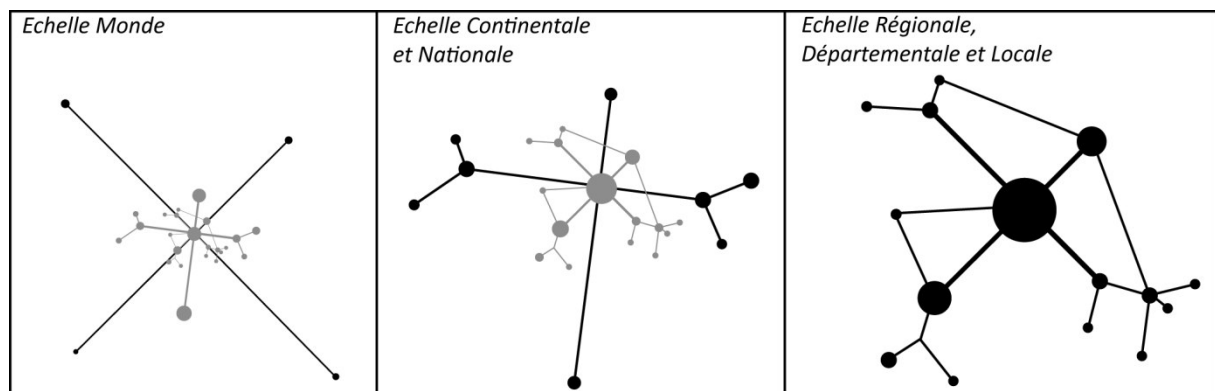 Echelle Monde
Echelle Continentale
et Nationale
Echelle Régionale,
Départementale et Locale